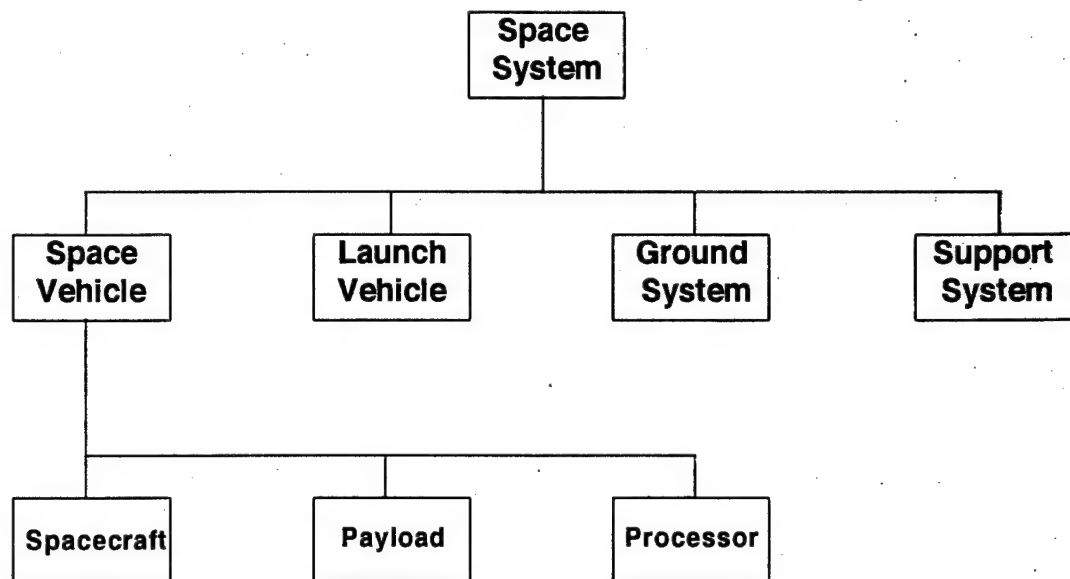 Space
System
Space
Vehicle
Launch
Vehicle
Ground
System
Support
System
Spacecraft
Payload
Processor